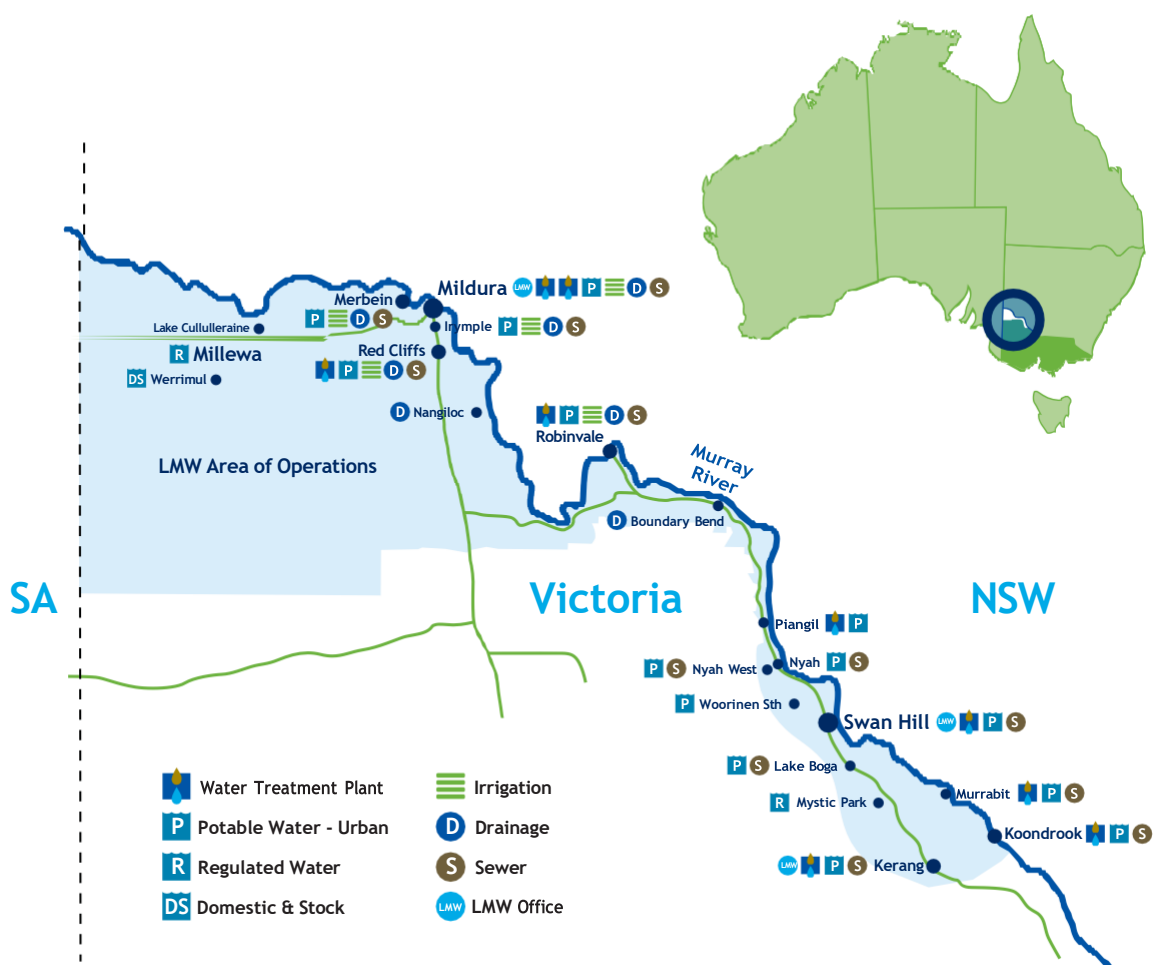 Mildura LMW P D S
Merbein
P D S
Lake Cullulleraine
Irymple P D S
R Millewa
Red Cliffs
P D S
DS Werrimul
D Nangiloc
P D S
Robinvale
LMW Area of Operations
Murray
River
D Boundary Bend
SA
Victoria
NSW
Piangil P
Nyah P S
P S Nyah West
P Woorinen Sth
Swan Hill LMW P S
P S Lake Boga
R Mystic Park
Murrabit P S
Koondrook P S
LMW P S Kerang
Water Treatment Plant
P Potable Water - Urban
R Regulated Water
DS Domestic & Stock
Irrigation
D Drainage
S Sewer
LMW LMW Office